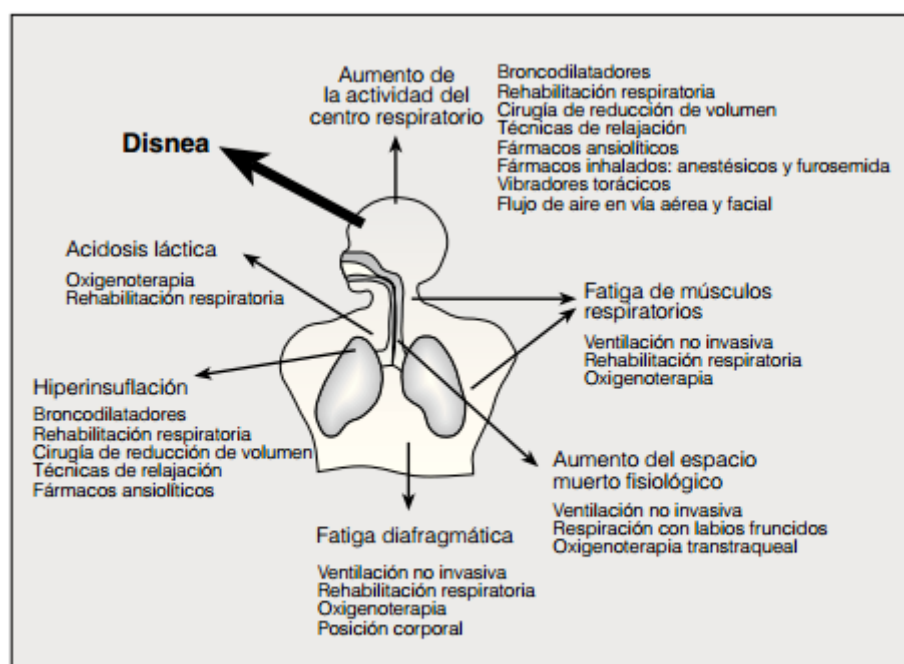 Aumento de
la actividad del
centro respiratorio
Broncodilatadores
Rehabilitación respiratoria
Cirugía de reducción de volumen
Técnicas de relajación
Fármacos ansiolíticos
Fármacos inhalados: anestésicos y furosemida
Vibradores torácicos
Flujo de aire en vía aérea y facial
Disnea
Acidosis láctica
Oxigenoterapia
Rehabilitación respiratoria
Fatiga de músculos
respiratorios
Ventilación no invasiva
Rehabilitación respiratoria
Oxigenoterapia
Hiperinsuflación
Broncodilatadores
Rehabilitación respiratoria
Cirugía de reducción de volumen
Técnicas de relajación
Fármacos ansiolíticos
Aumento del espacio
muerto fisiológico
Ventilación no invasiva
Respiración con labios fruncidos
Oxigenoterapia transtraqueal
Fatiga diafragmática
Ventilación no invasiva
Rehabilitación respiratoria
Oxigenoterapia
Posición corporal